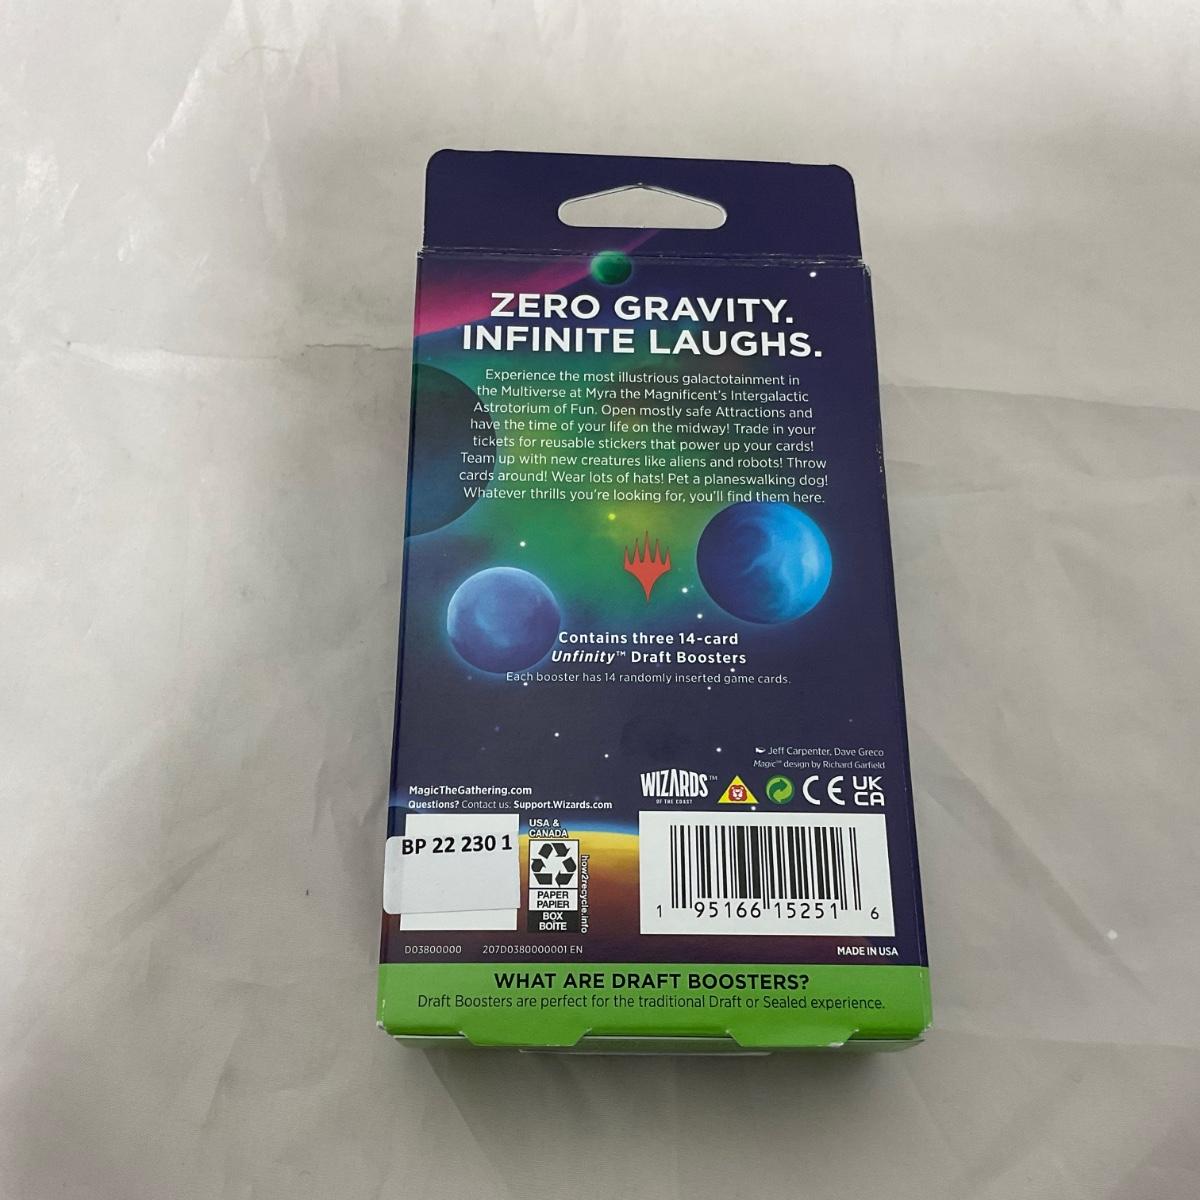 ZERO GRAVITY.
INFINITE LAUGHS.
Experience the most illustrious galactotainment in
the Multiverse at Myra the Magnificent's Intergalactic
Astrotorium of Fun. Open mostly safe Attractions and
have the time of your life on the midway! Trade in your
tickets for reusable stickers that power up your cards!
Team up with new creatures like aliens and robots! Throw
cards around! Wear lots of hats! Pet a planeswalking dog!
Whatever thrills you're looking for, you'll find them here.
Contains three 14-card
Unfinity™ Draft Boosters
Each booster has 14 randomly inserted game cards.
Jeff Carpenter, Dave Greco
Magic™ design by Richard Garfield
MagicTheGathering.com
Questions? Contact us: Support.Wizards.com
WIZARDS™
OF THE COAST
CE
UK
CA
BP 22 230 1
USA &
CANADA
PAPER
PAPIER
BOX
BOÎTE
how2recycle.info
1 95166 15251 6
D03800000 207D0380000001 EN
MADE IN USA
WHAT ARE DRAFT BOOSTERS?
Draft Boosters are perfect for the traditional Draft or Sealed experience.